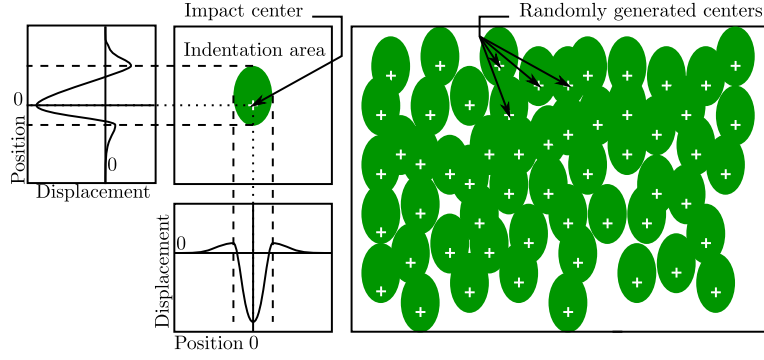 Impact center
Randomly generated centers
Indentation area
0
Position
0
Displacement
Displacement
0
Position 0